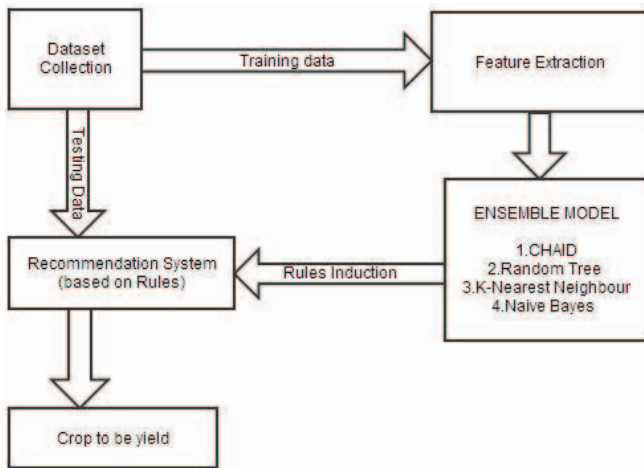 Dataset
Collection
Training data
Feature Extraction
Testing Data
ENSEMBLE MODEL
1.CHAID
2.Random Tree
3.K-Nearest Neighbour
4.Naive Bayes
Rules Induction
Recommendation System
(based on Rules)
Crop to be yield